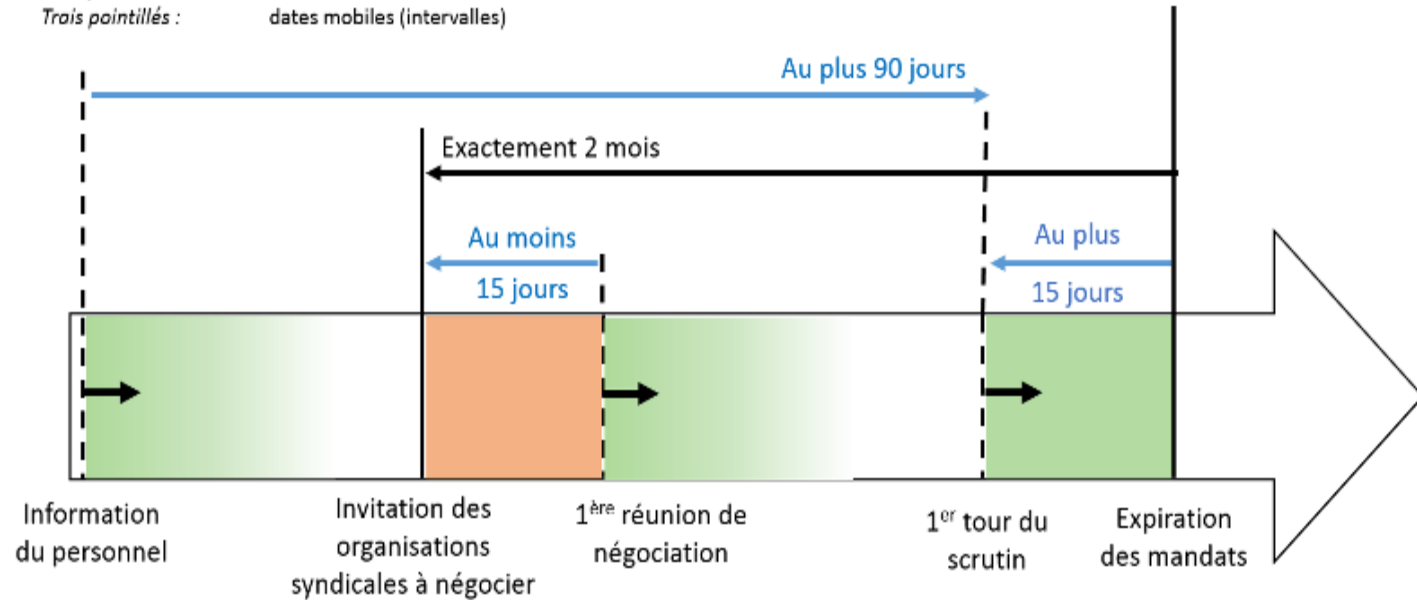 Trais pointillés : dates mobiles (intervalles)
Au plus 90 jours
Exactement 2 mois
Au moins
15 jours
Au plus
15 jours
Information
du personnel
Invitation des
organisations
syndicales à négocier
1ère réunion de
négociation
1er tour du
scrutin
Expiration
des mandats